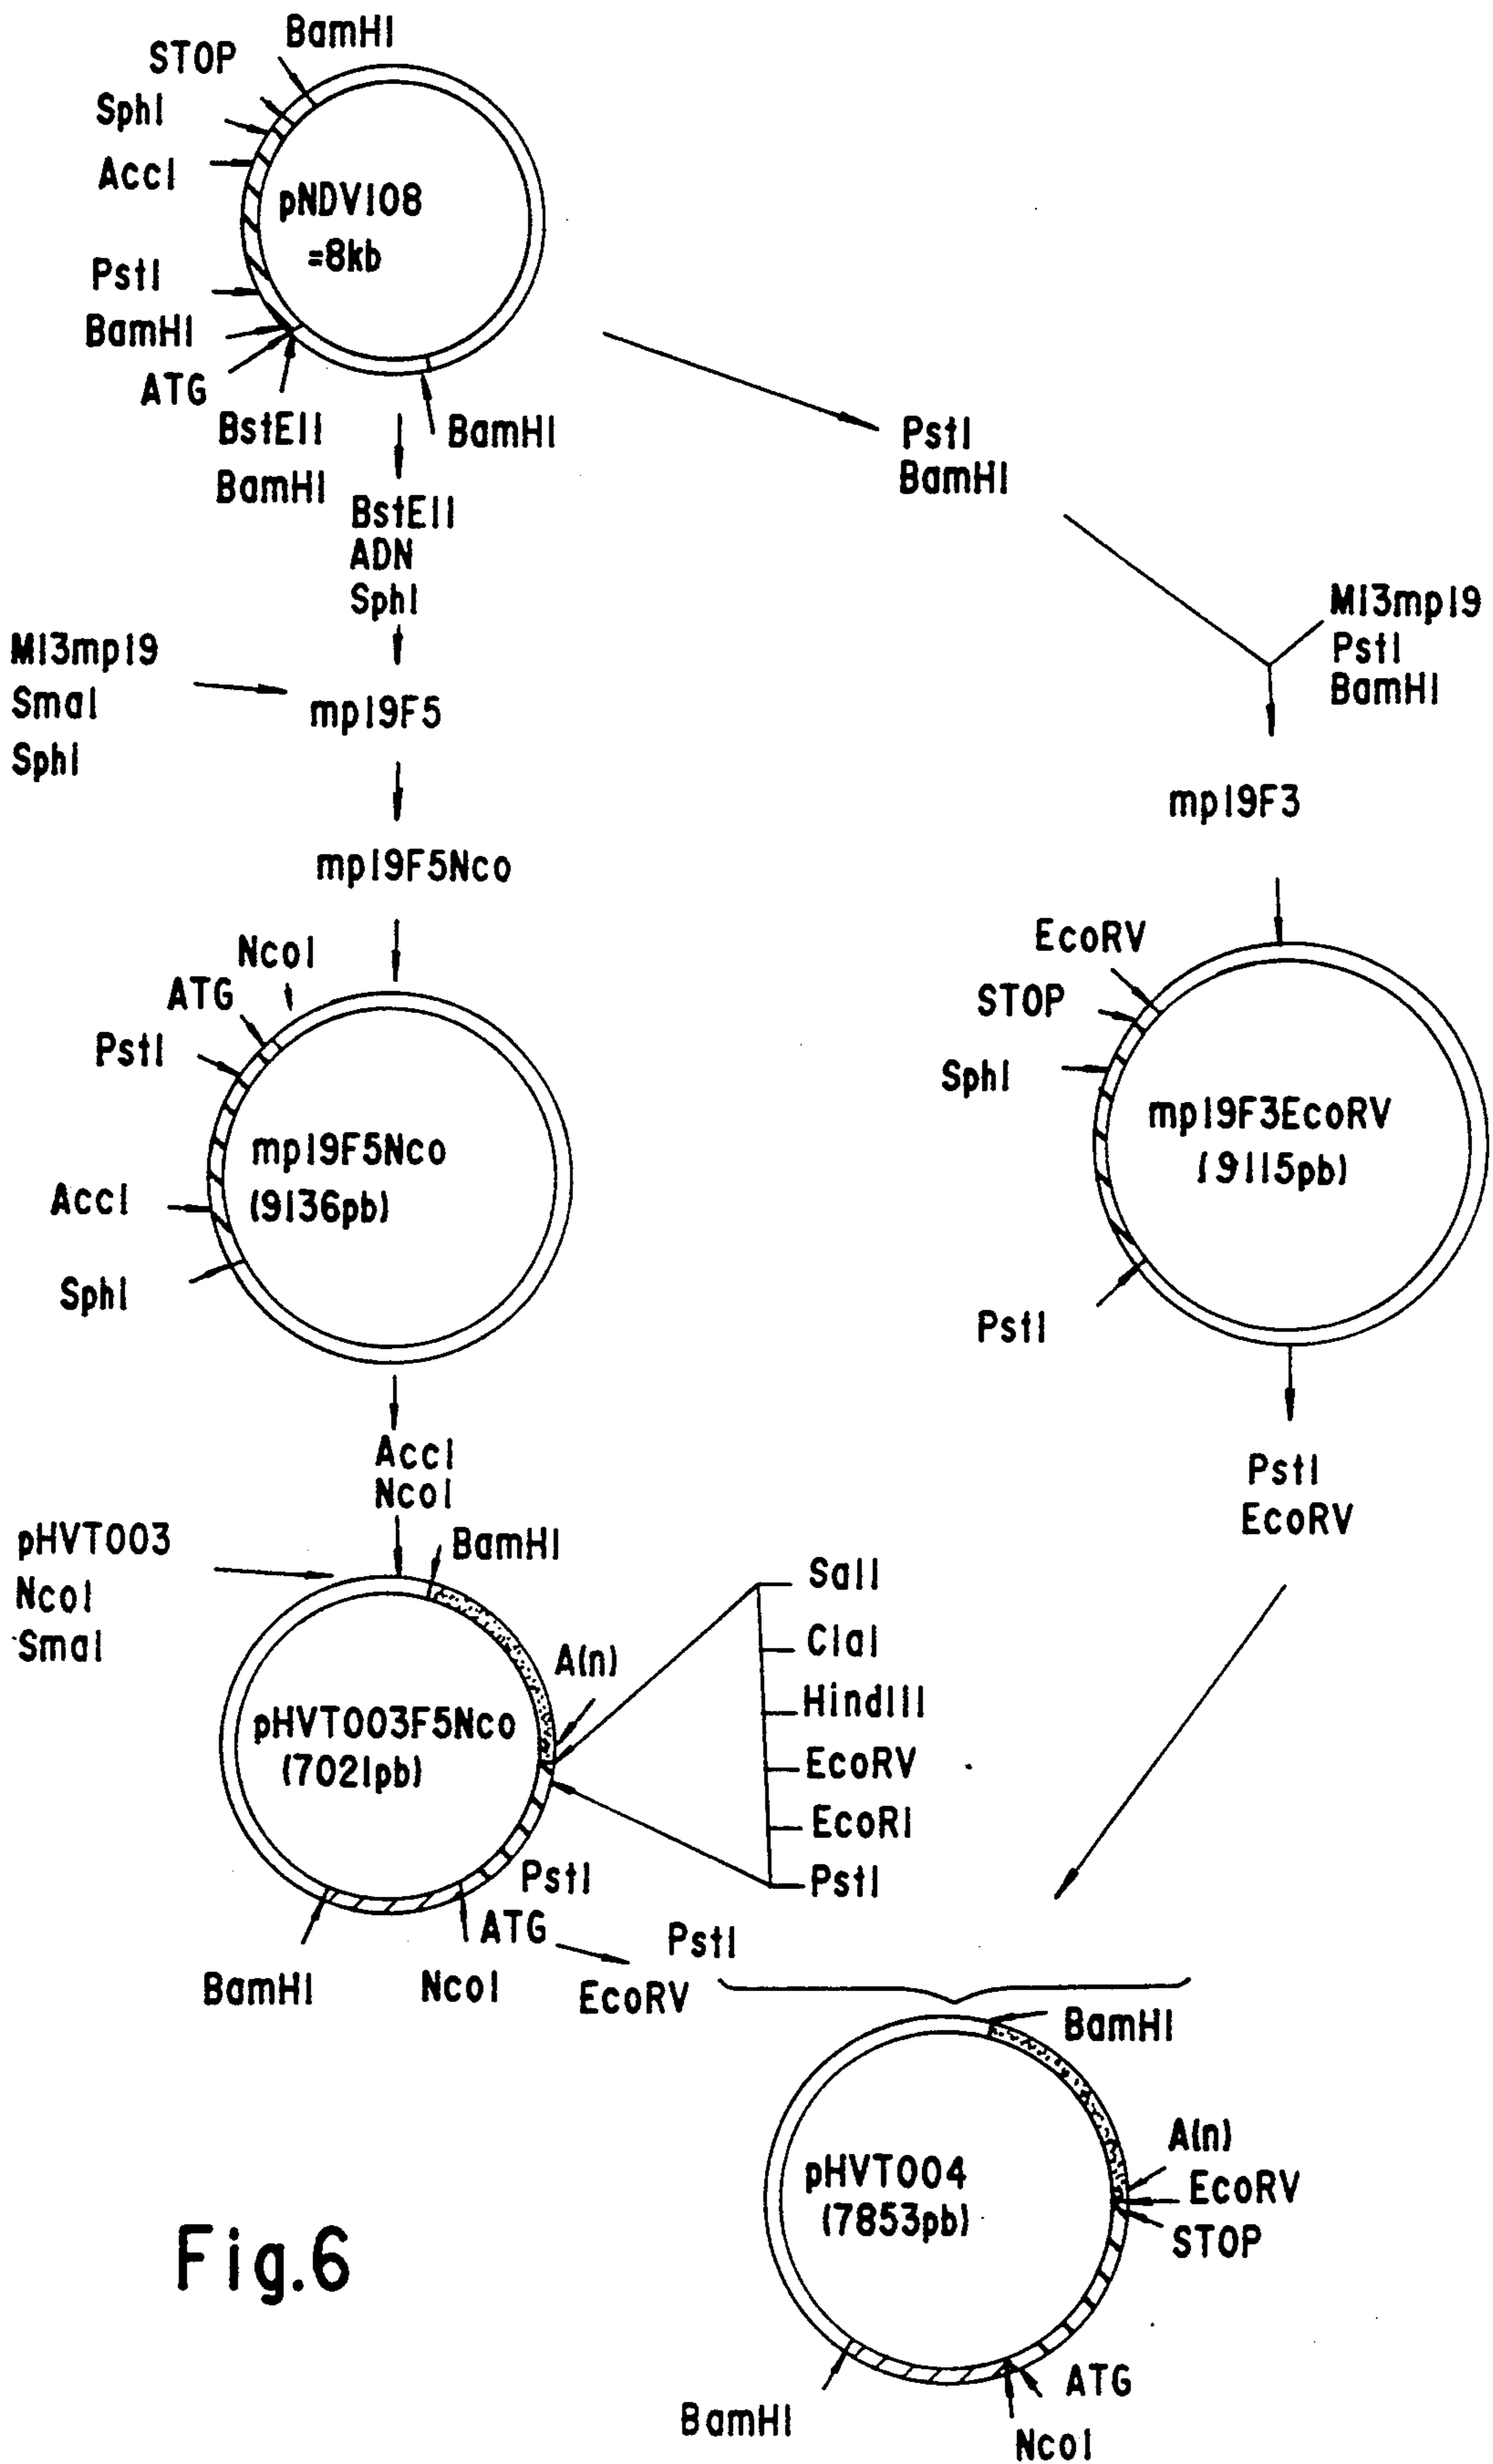 BamHI
STOP
SphI
AccI
pNDV108
=8kb
PstI
BamHI
ATG
BstEII
BamHI
BamHI
BstEII
ADN
SphI
PstI
BamHI
M13mp19
SmaI
SphI
mp19F5
M13mp19
PstI
BamHI
mp19F3
mp19F5Nco
NcoI
ATG
PstI
mp19F5Nco
(9136pb)
AccI
SphI
EcoRV
STOP
SphI
mp19F3EcoRV
(9115pb)
PstI
AccI
NcoI
PstI
EcoRV
pHVT003
NcoI
SmaI
BamHI
A(n)
pHVT003F5Nco
(7021pb)
SalI
ClaI
HindIII
EcoRV
EcoRI
PstI
PstI
ATG
NcoI
BamHI
PstI
EcoRV
BamHI
A(n)
EcoRV
STOP
pHVT004
(7853pb)
ATG
NcoI
BamHI
Fig.6